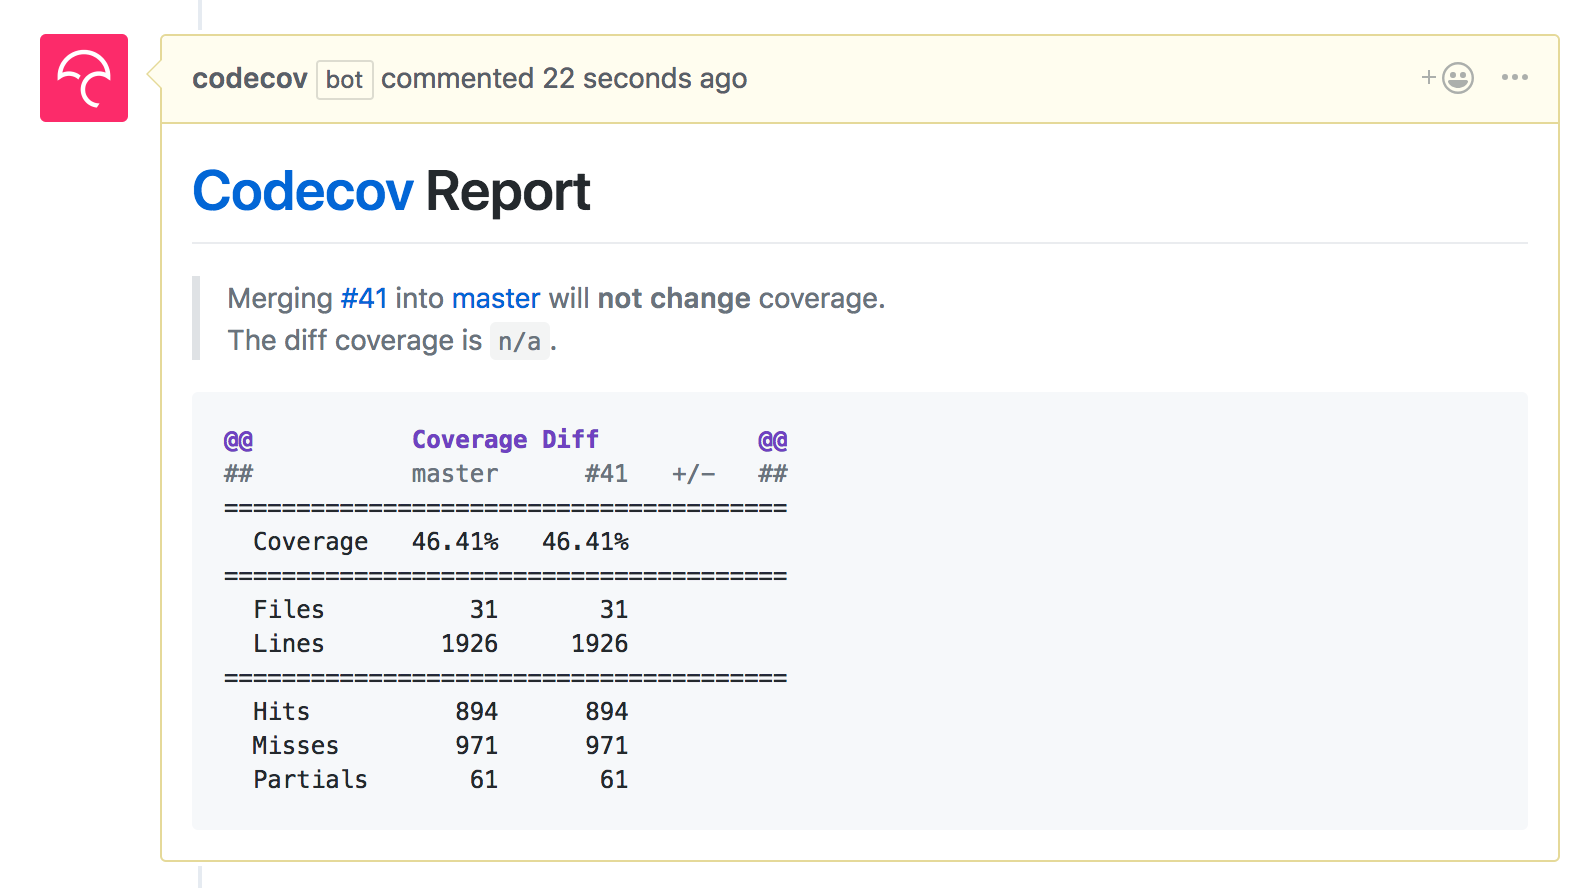 codecov bot commented 22 seconds ago
Codecov Report
Merging #41 into master will not change coverage.
The diff coverage is n/a.
@@           Coverage Diff           @@
##           master      #41   +/-   ##
=======================================
  Coverage   46.41%   46.41%
=======================================
  Files          31       31
  Lines        1926     1926
=======================================
  Hits          894      894
  Misses        971      971
  Partials       61       61